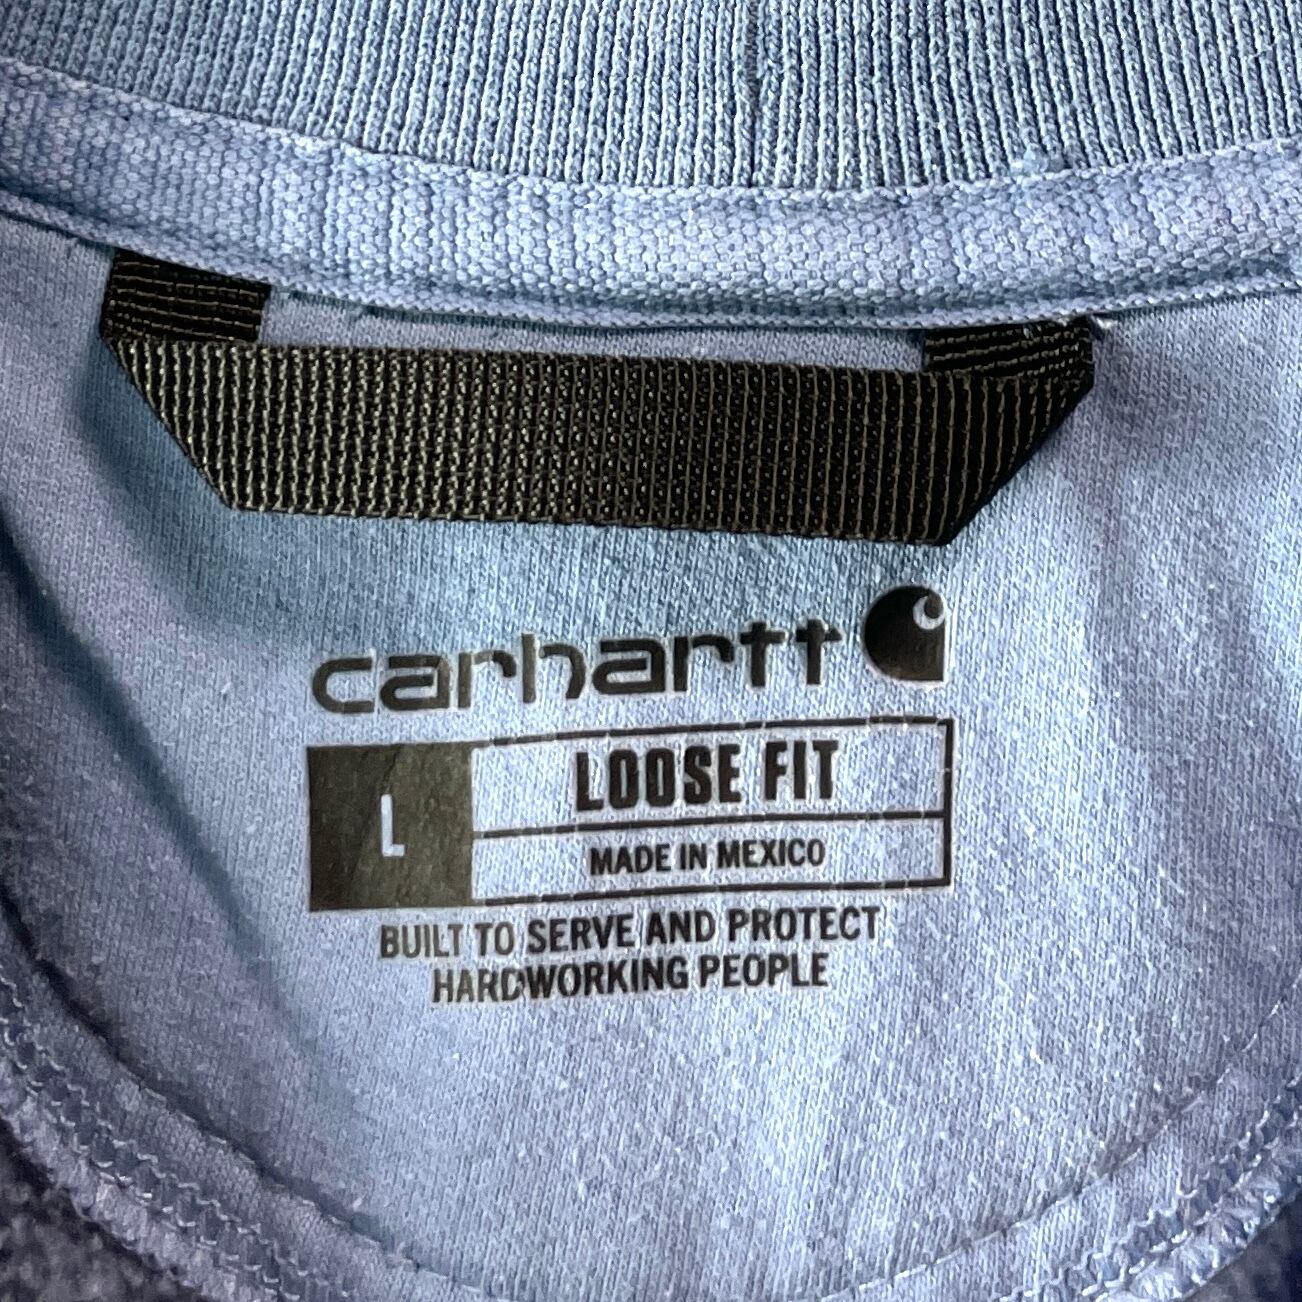 carhartt
L
LOOSE FIT
MADE IN MEXICO
BUILT TO SERVE AND PROTECT
HARDWORKING PEOPLE